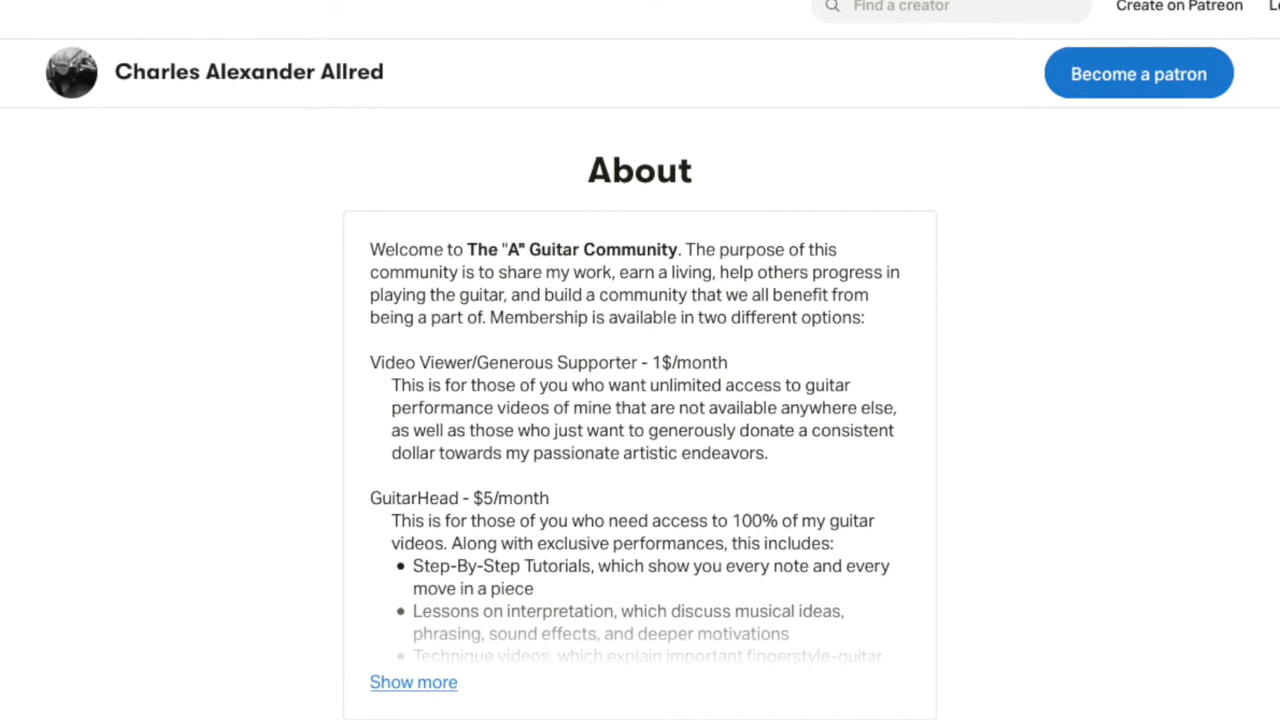 Find a creator
Create on Patreon
Charles Alexander Allred
Become a patron
About
Welcome to The "A" Guitar Community. The purpose of this
community is to share my work, earn a living, help others progress in
playing the guitar, and build a community that we all benefit from
being a part of. Membership is available in two different options:
Video Viewer/Generous Supporter - 1$/month
This is for those of you who want unlimited access to guitar
performance videos of mine that are not available anywhere else,
as well as those who just want to generously donate a consistent
dollar towards my passionate artistic endeavors.
GuitarHead - $5/month
This is for those of you who need access to 100% of my guitar
videos. Along with exclusive performances, this includes:
• Step-By-Step Tutorials, which show you every note and every
move in a piece
• Lessons on interpretation, which discuss musical ideas,
phrasing, sound effects, and deeper motivations
• Technique videos, which explain important fingerstyle-guitar
Show more